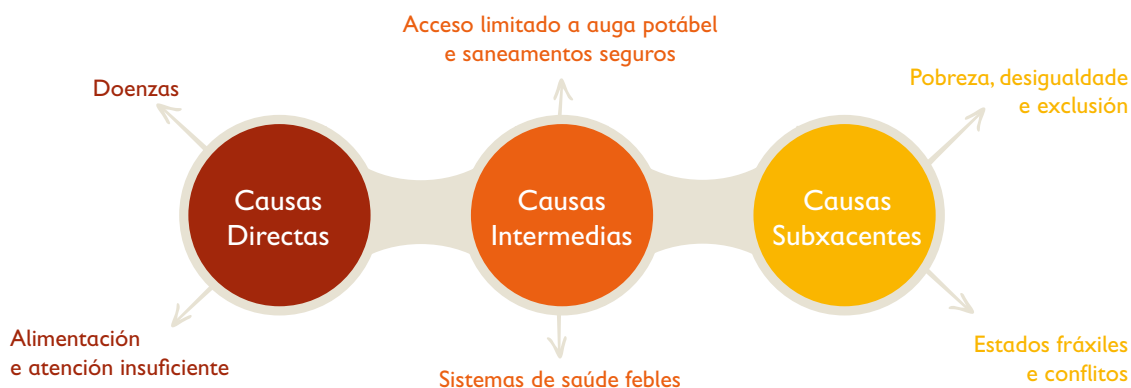 Acceso limitado a auga potábel
e saneamentos seguros
Doenzas
Pobreza, desigualdade
e exclusión
Causas
Directas
Causas
Intermedias
Causas
Subxacentes
Alimentación
e atención insuficiente
Sistemas de saúde febles
Estados fráxiles
e conflitos